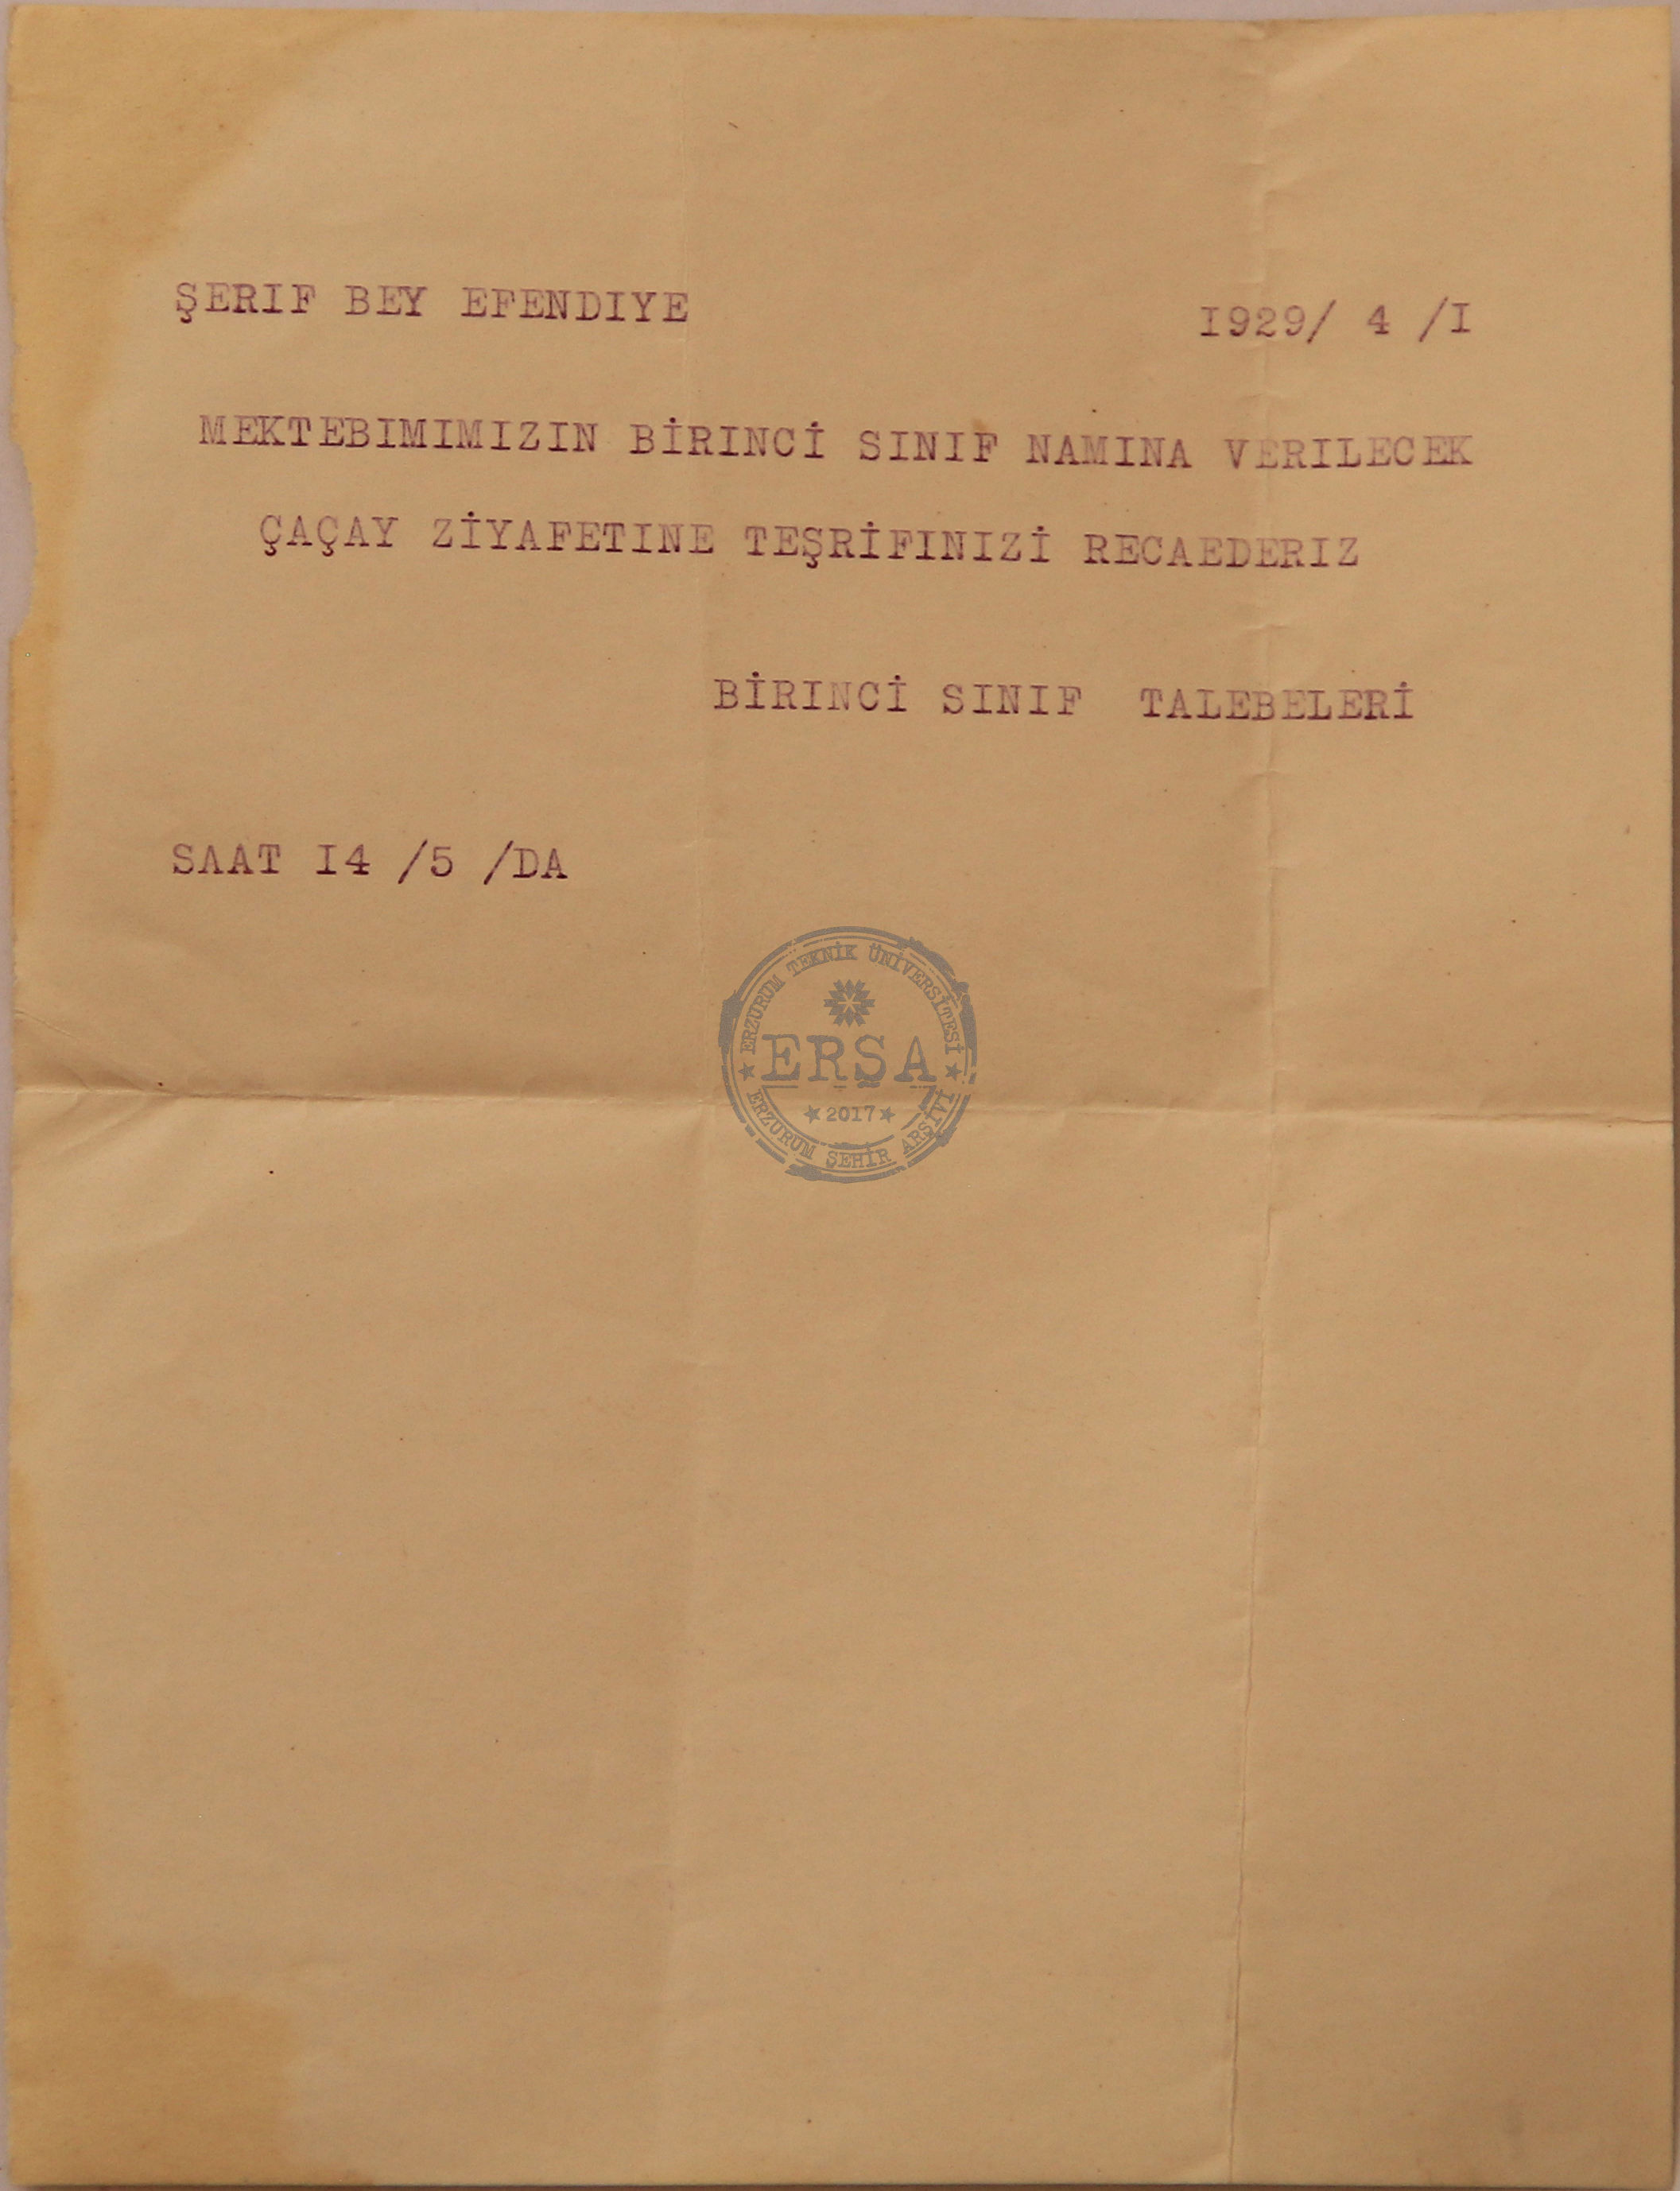 ŞERIF BEY EFENDIYE
I929/ 4 /I
MEKTEBIMIMIZIN BİRINCİ SINIF NAMINA VERILECEK
ÇAÇAY ZİYAFETINE TEŞRİFINIZİ RECAEDERIZ
BİRINCİ SINIF TALEBELERİ
SAAT I4 /5 /DA
ERZURUM TEKNİK ÜNİVERSİTESİ
ERŞA
2017
ERZURUM ŞEHİR ARŞİVİ